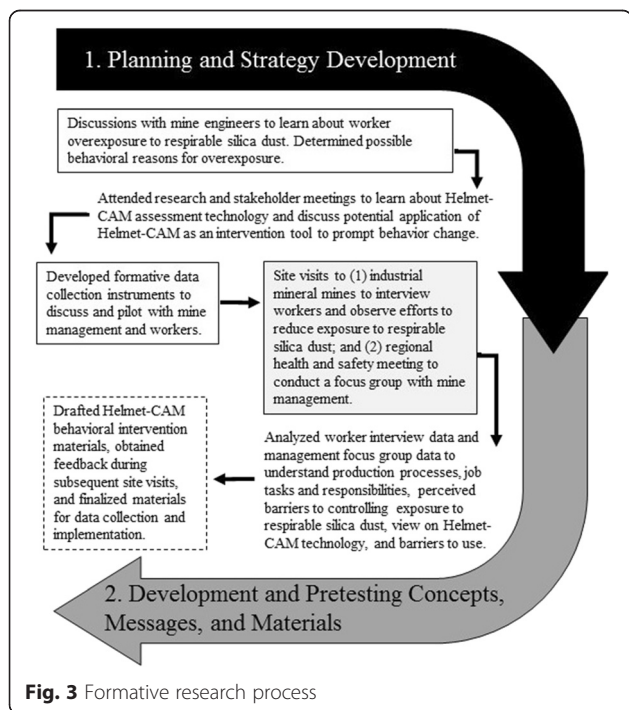 1. Planning and Strategy Development
Discussions with mine engineers to learn about worker
overexposure to respirable silica dust. Determined possible
behavioral reasons for overexposure.
Attended research and stakeholder meetings to learn about Helmet-
CAM assessment technology and discuss potential application of
Helmet-CAM as an intervention tool to prompt behavior change.
Developed formative data
collection instruments to
discuss and pilot with mine
management and workers.
Site visits to (1) industrial
mineral mines to interview
workers and observe efforts to
reduce exposure to respirable
silica dust; and (2) regional
health and safety meeting to
conduct a focus group with mine
management.
Analyzed worker interview data and
management focus group data to
understand production processes, job
tasks and responsibilities, perceived
barriers to controlling exposure to
respirable silica dust, view on Helmet-
CAM technology, and barriers to use.
Drafted Helmet-CAM
behavioral intervention
materials, obtained
feedback during
subsequent site visits,
and finalized materials
for data collection and
implementation.
2. Development and Pretesting Concepts,
Messages, and Materials
Fig. 3 Formative research process